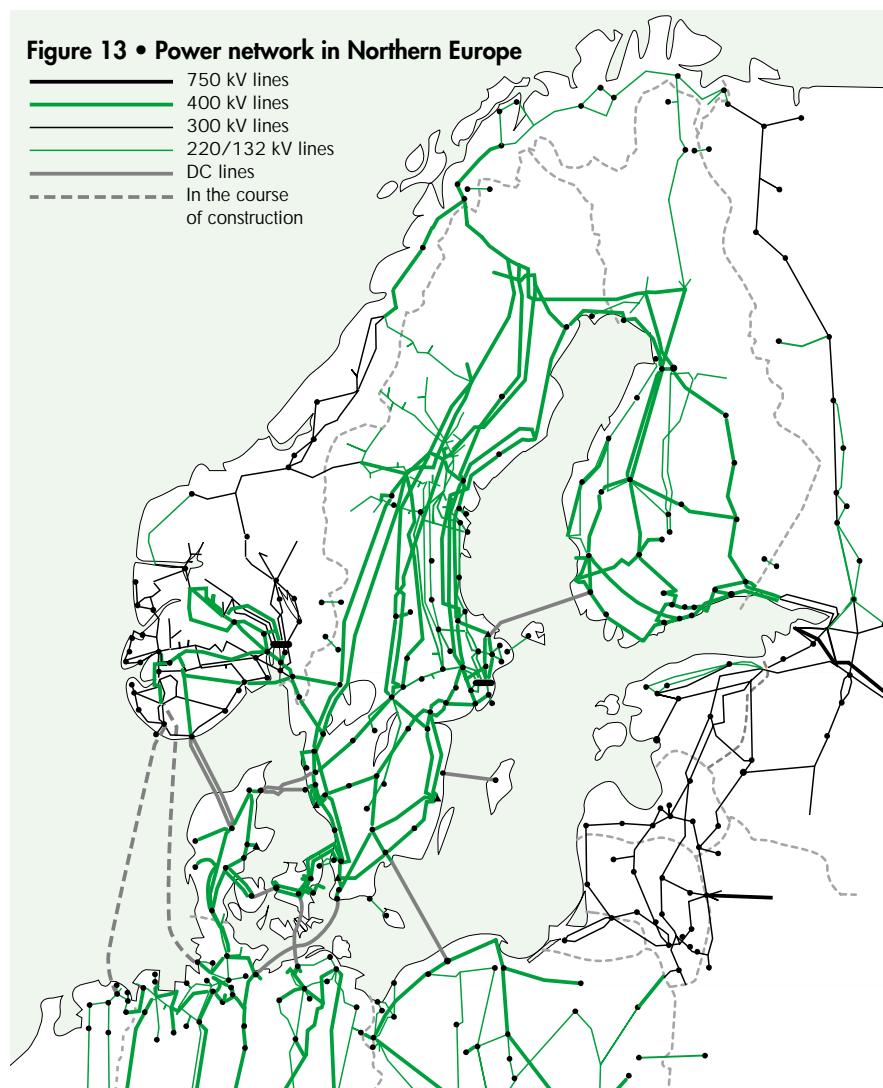 Figure 13 • Power network in Northern Europe
750 kV lines
400 kV lines
300 kV lines
220/132 kV lines
DC lines
In the course
of construction